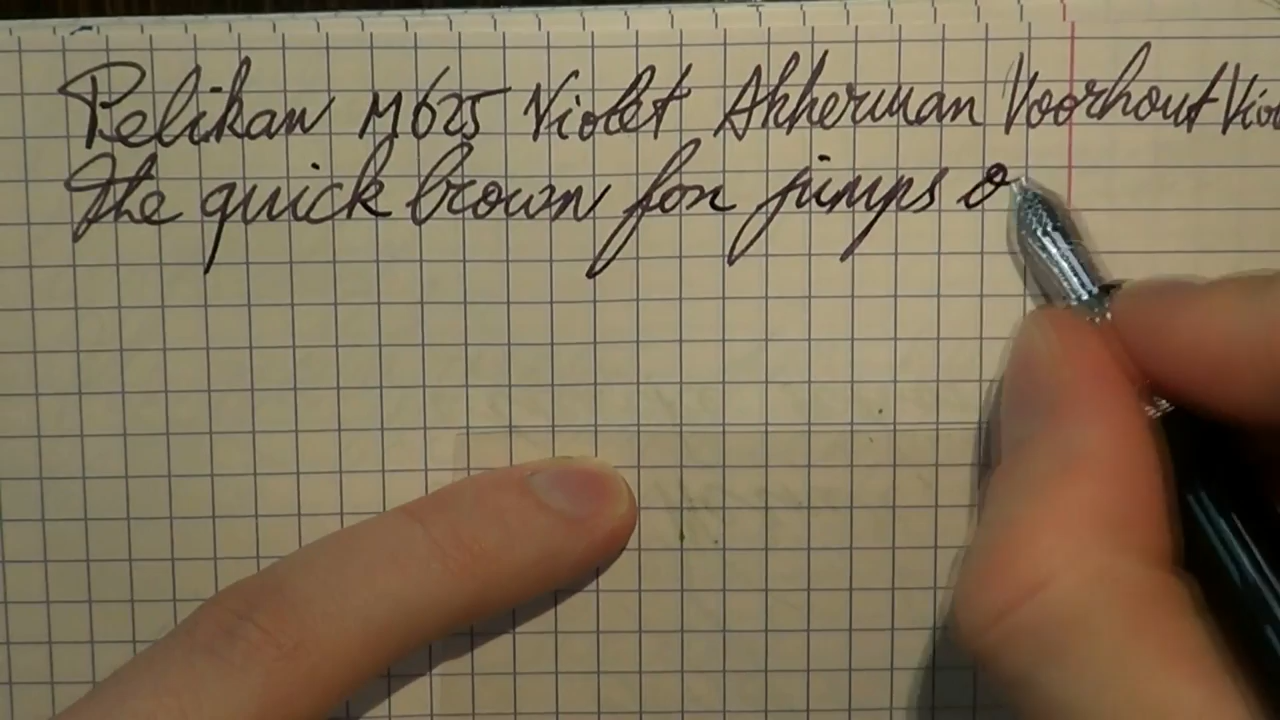 Pelikan M625 Violet Akkerman Voorhout Vio
The quick brown fox jumps o